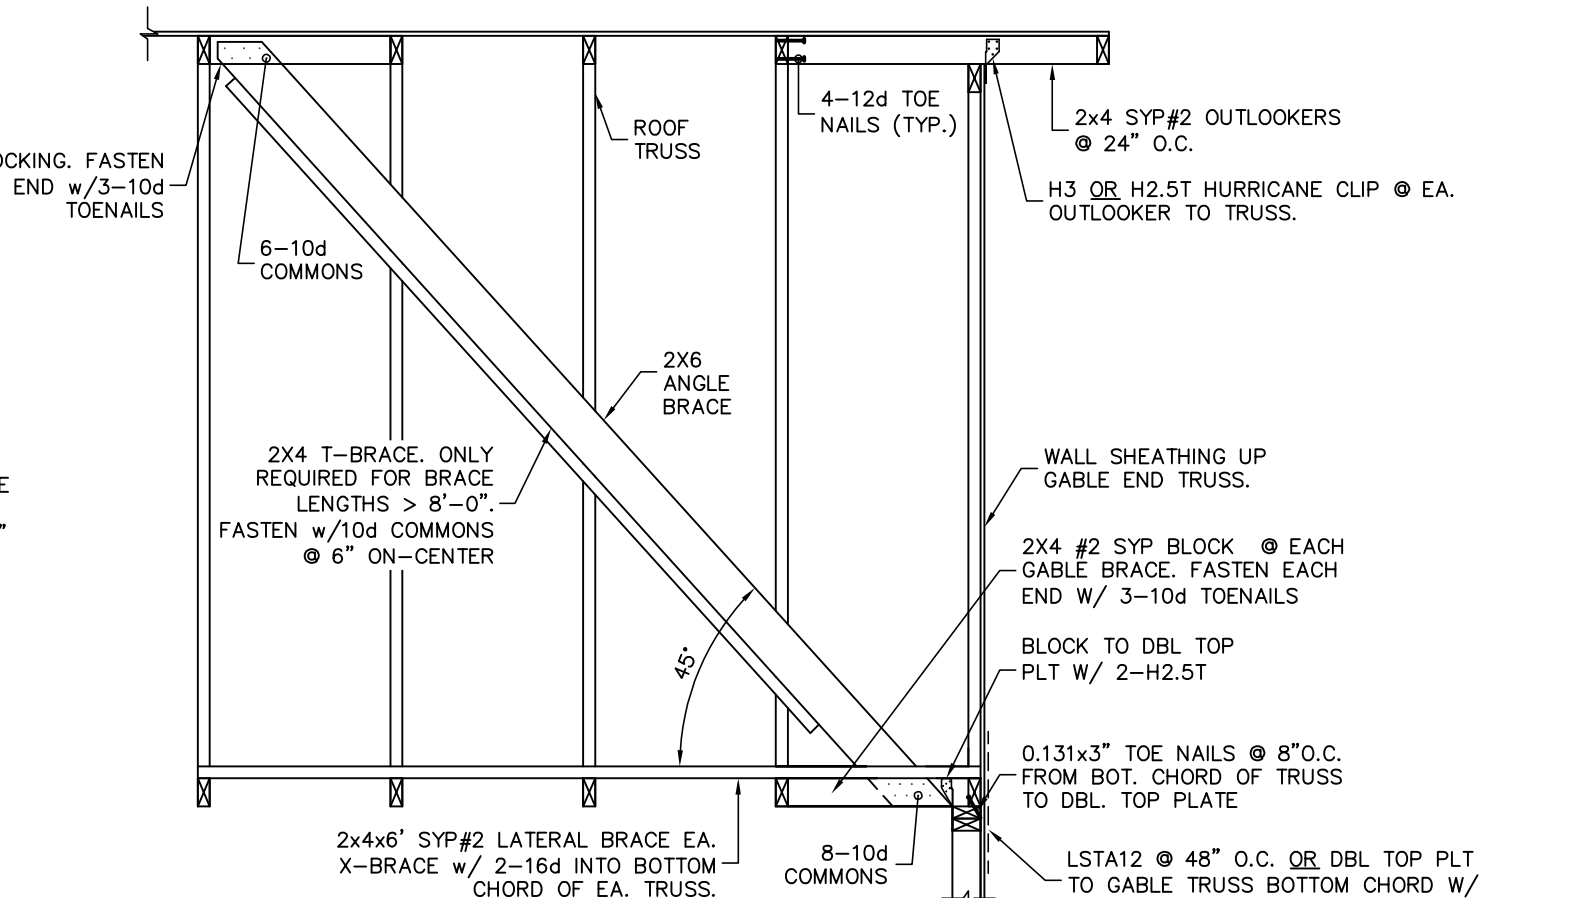 4-12d TOE
NAILS (TYP.)
2x4 SYP#2 OUTLOOKERS
@ 24" O.C.
ROOF
TRUSS
FASTEN
END w/3-10d
TOENAILS
H3 OR H2.5T HURRICANE CLIP @ EA.
OUTLOOKER TO TRUSS.
6-10d
COMMONS
2X6
ANGLE
BRACE
2X4 T-BRACE. ONLY
REQUIRED FOR BRACE
LENGTHS > 8'-0".
FASTEN w/10d COMMONS
@ 6" ON-CENTER
WALL SHEATHING UP
GABLE END TRUSS.
2X4 #2 SYP BLOCK @ EACH
GABLE BRACE. FASTEN EACH
END W/ 3-10d TOENAILS
45°
BLOCK TO DBL TOP
PLT W/ 2-H2.5T
0.131x3" TOE NAILS @ 8"O.C.
FROM BOT. CHORD OF TRUSS
TO DBL. TOP PLATE
2x4x6' SYP#2 LATERAL BRACE EA.
X-BRACE w/ 2-16d INTO BOTTOM
CHORD OF EA. TRUSS.
8-10d
COMMONS
LSTA12 @ 48" O.C. OR DBL TOP PLT
TO GABLE TRUSS BOTTOM CHORD W/